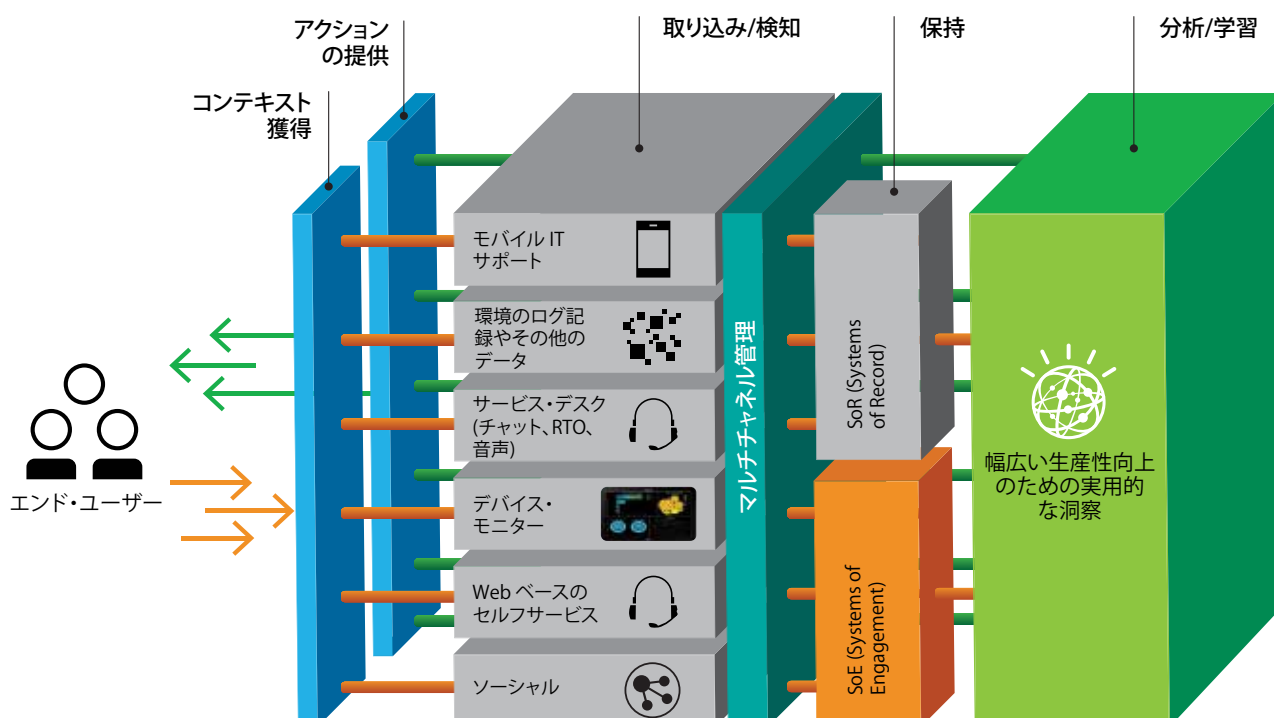 アクション
の提供
取り込み/検知
保持
分析/学習
コンテキスト
獲得
モバイル IT
サポート
環境のログ記
録やその他の
データ
サービス・デスク
(チャット、RTO、
音声)
デバイス・
モニター
Web ベースの
セルフサービス
ソーシャル
マルチチャネル管理
SoR (Systems
of Record)
SoE (Systems of
Engagement)
幅広い生産性向上
のための実用的
な洞察
エンド・ユーザー